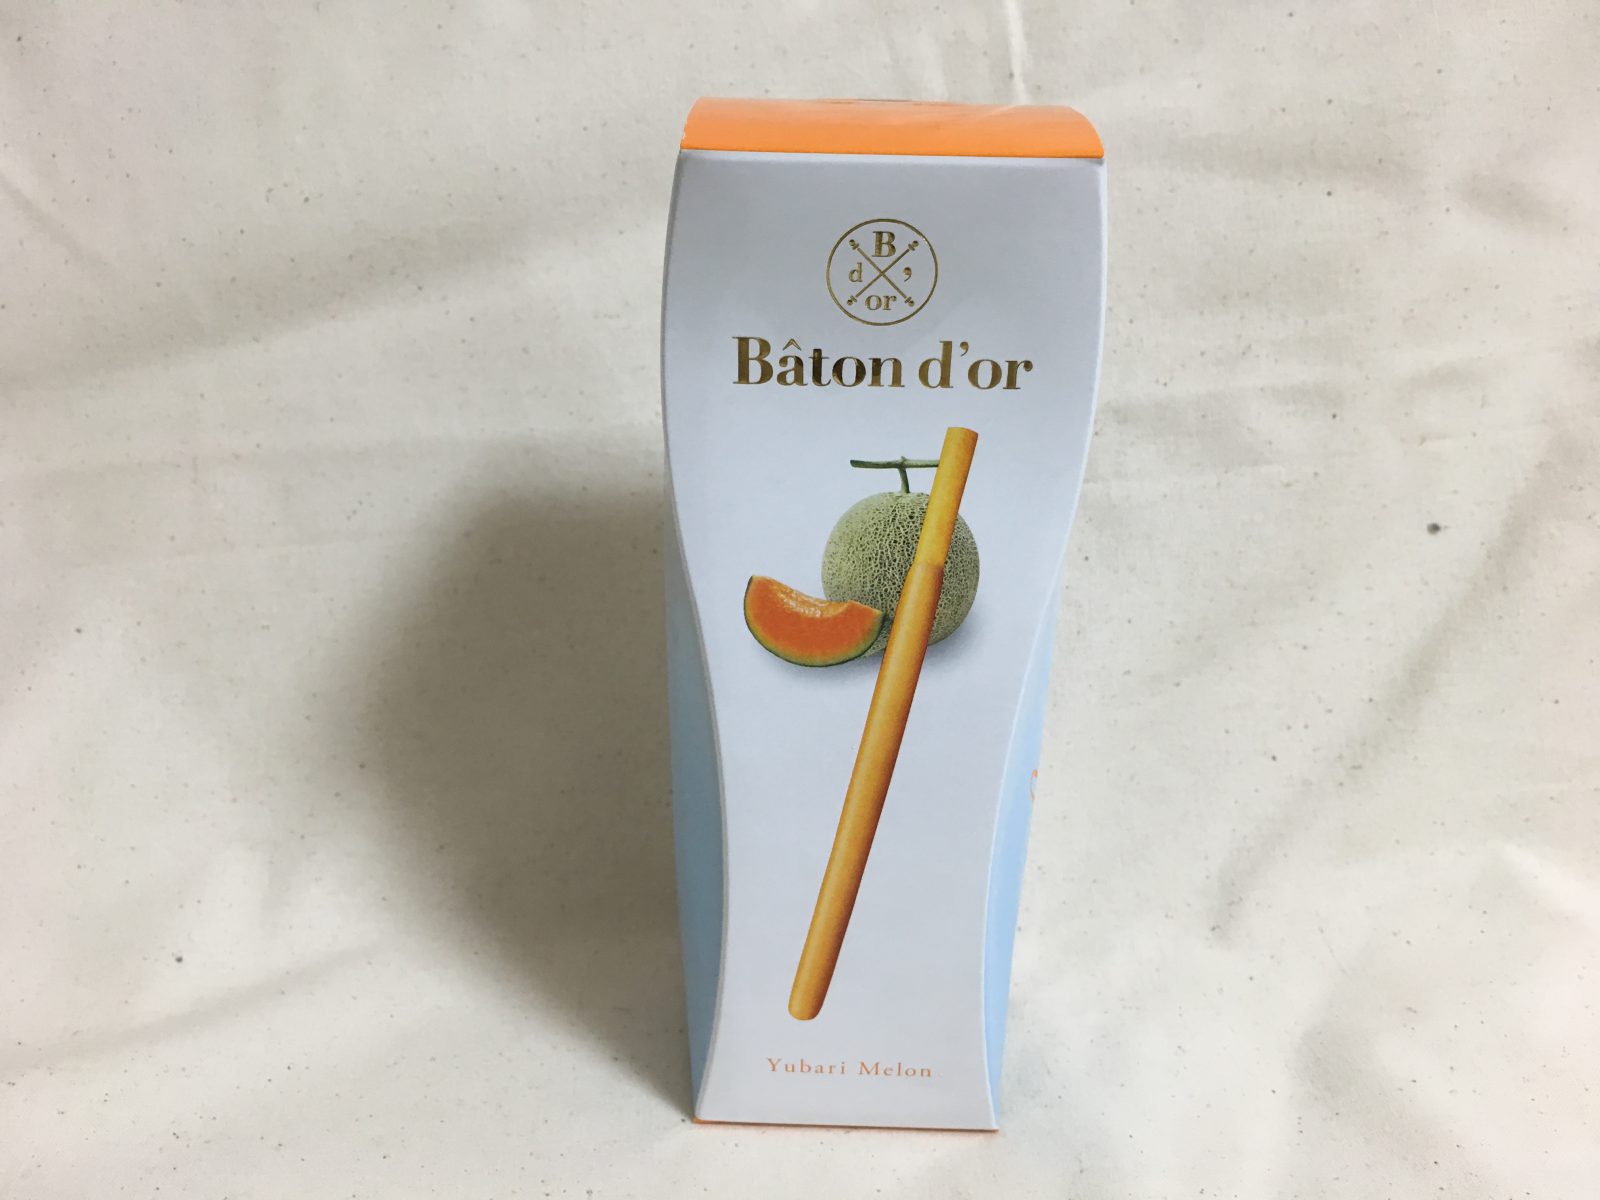 B
d ’
or
Bâton d’or
Yubari Melon